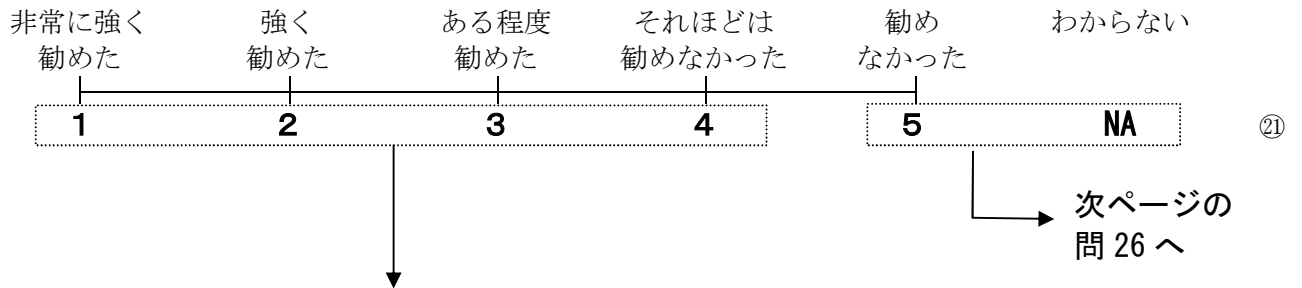 非常に強く 強く ある程度 それほどは 勧め わからない
勧めた 勧めた 勧めた 勧めなかった なかった
1 2 3 4 5 NA ㉑
次ページの
問 26 へ